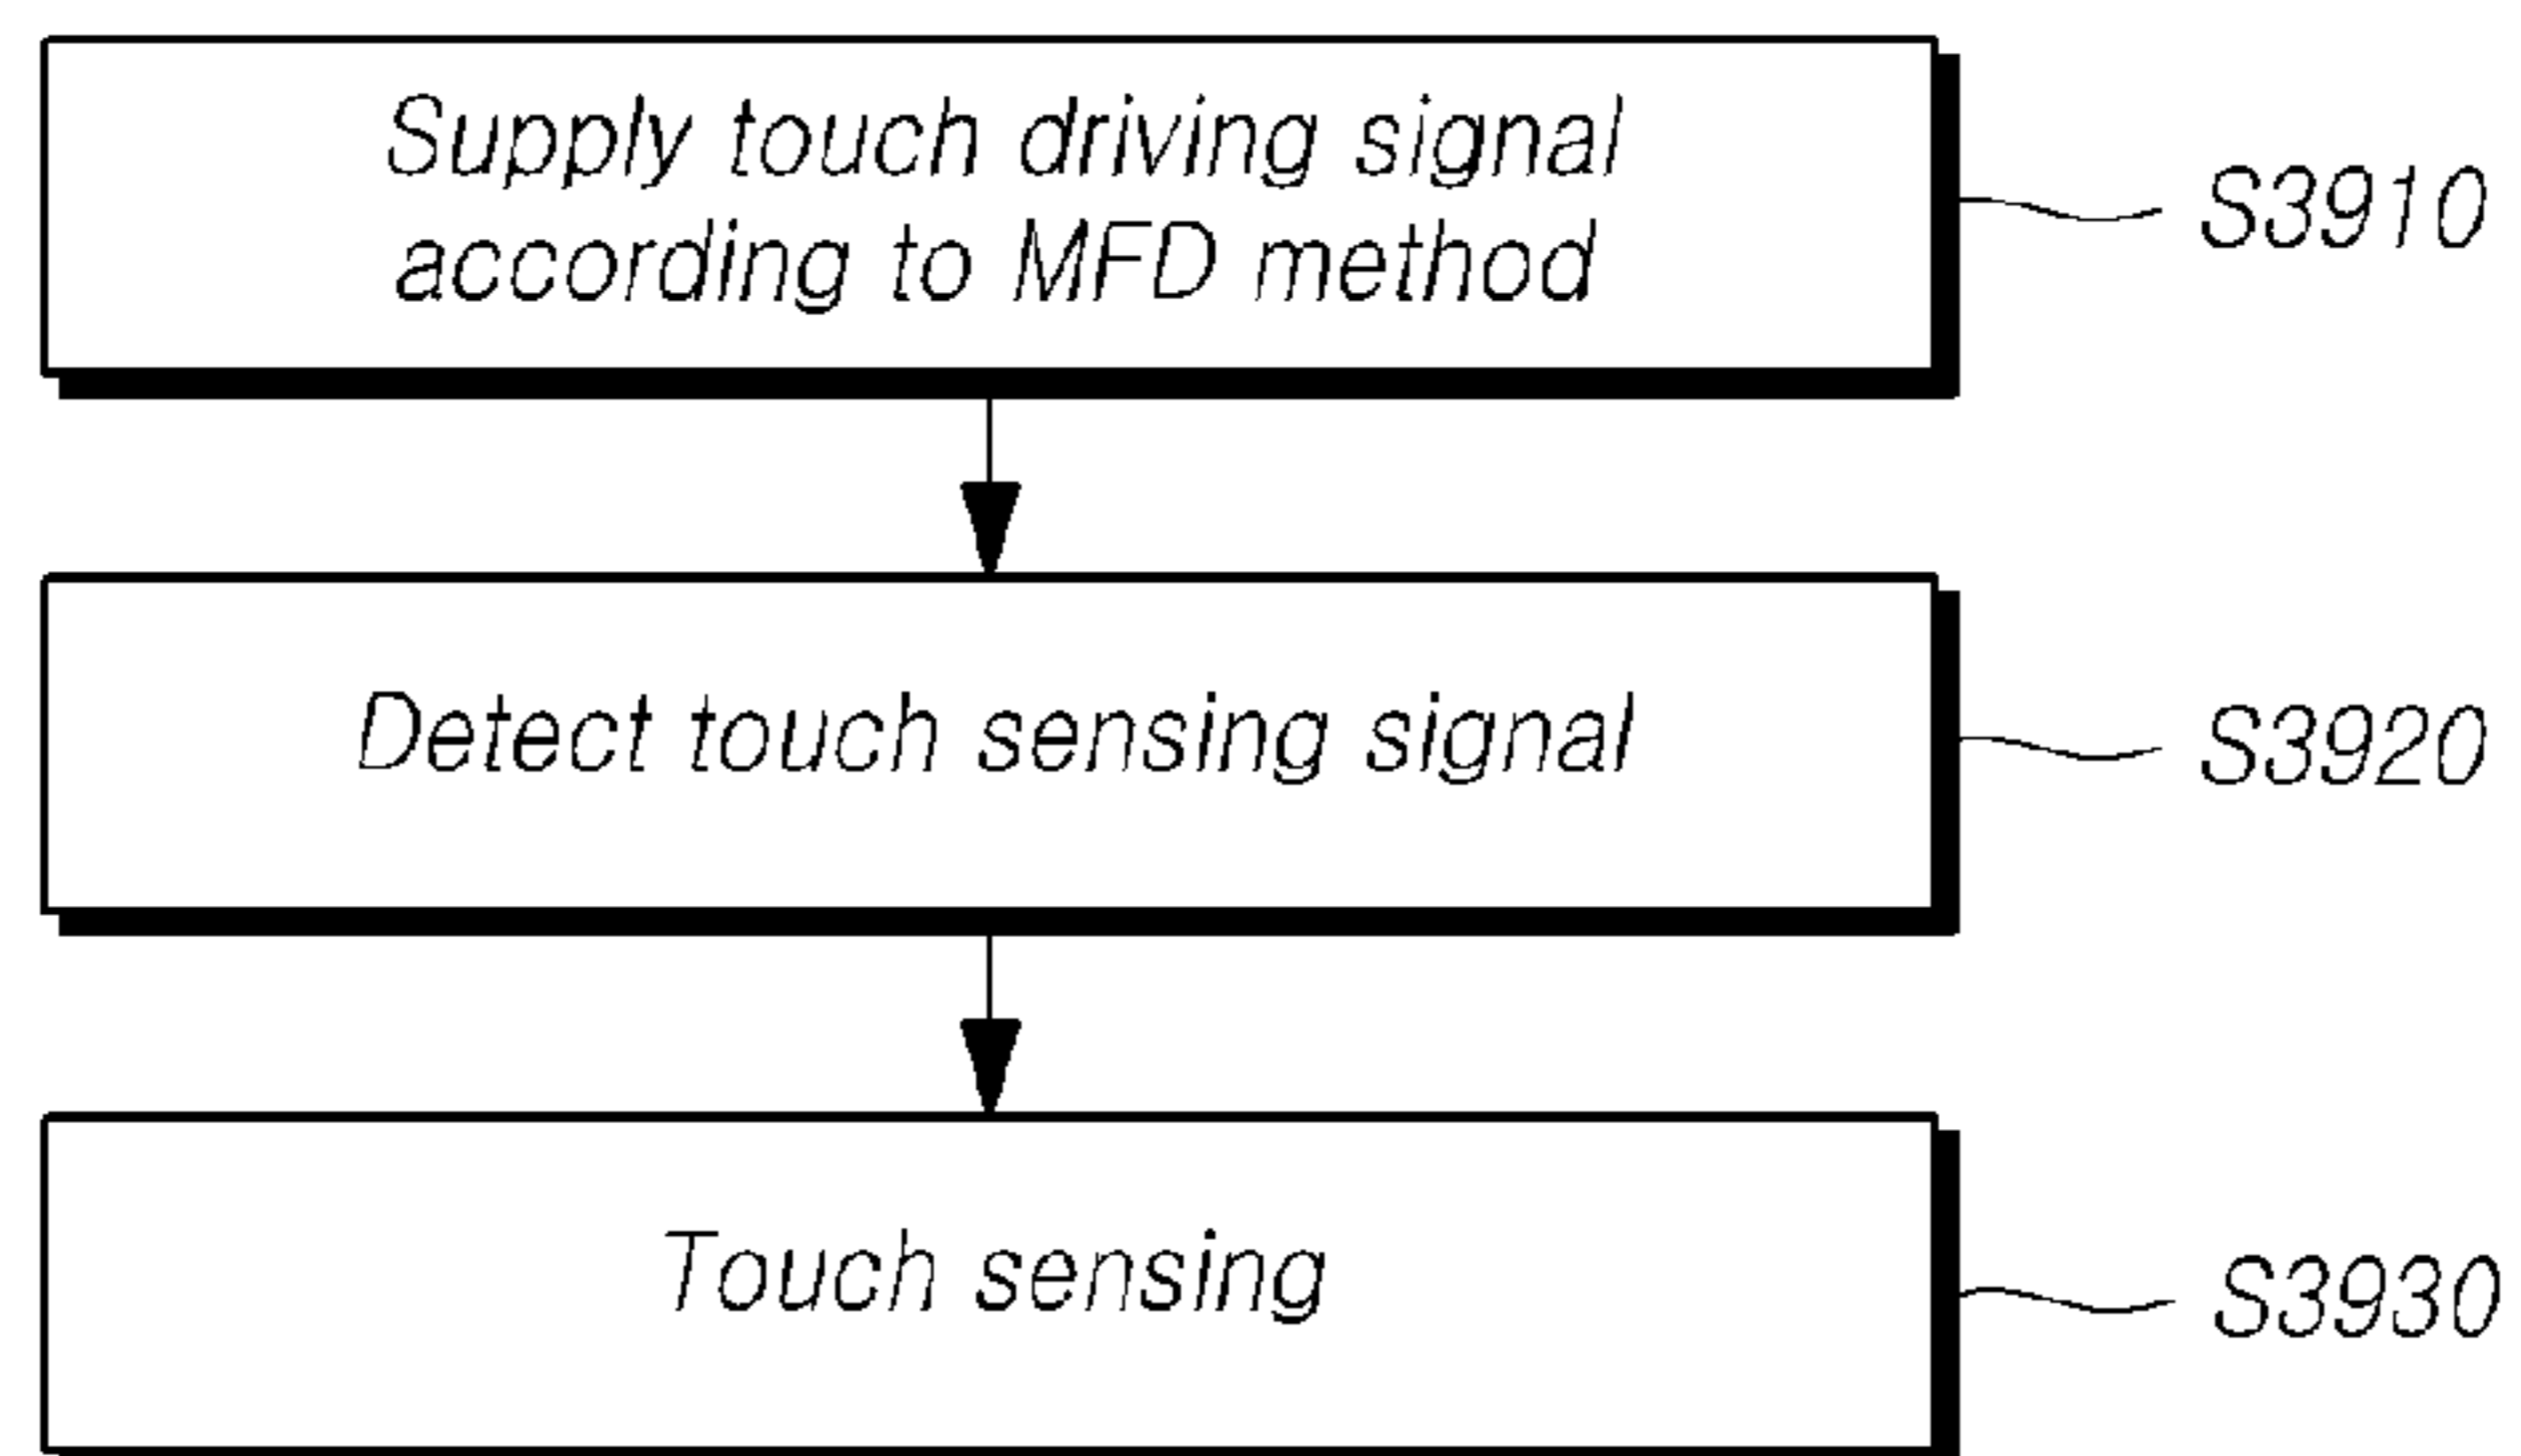 Supply touch driving signal
according to MFD method
S3910
Detect touch sensing signal
S3920
Touch sensing
S3930